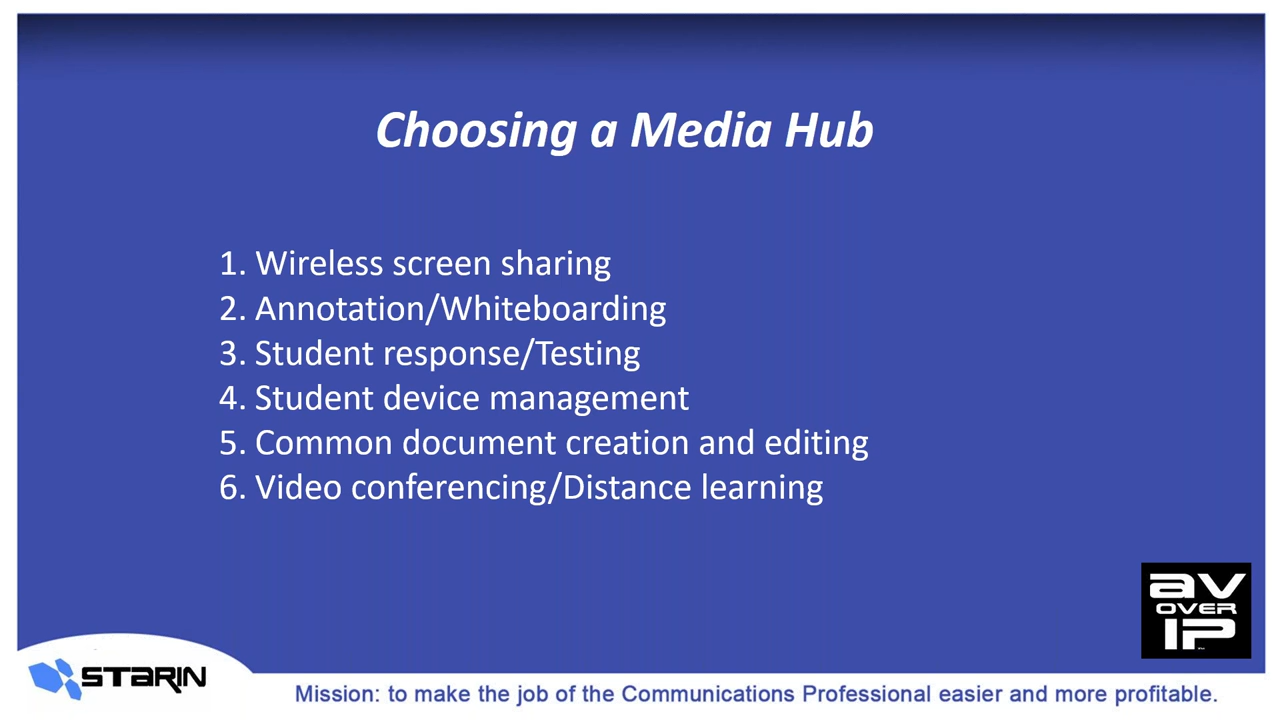 Choosing a Media Hub
1. Wireless screen sharing
2. Annotation/Whiteboarding
3. Student response/Testing
4. Student device management
5. Common document creation and editing
6. Video conferencing/Distance learning
av
OVER
IP
STARIN
Mission: to make the job of the Communications Professional easier and more profitable.